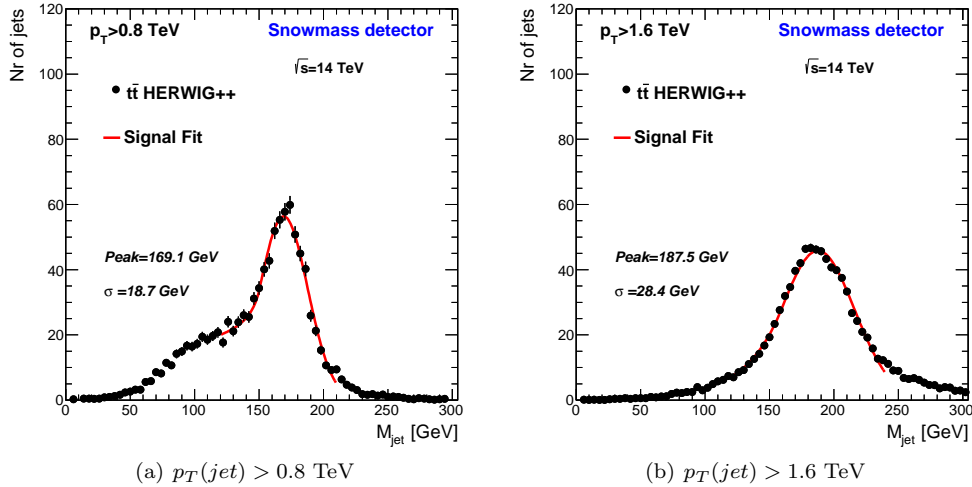 Nr of jets
120
100
80
60
40
20
0
p_T>0.8 TeV
Snowmass detector
√s=14 TeV
tt̄ HERWIG++
Signal Fit
Peak=169.1 GeV
σ =18.7 GeV
0 50 100 150 200 250 300
M_jet [GeV]
(a) p_T(jet) > 0.8 TeV
Nr of jets
120
100
80
60
40
20
0
p_T>1.6 TeV
Snowmass detector
√s=14 TeV
tt̄ HERWIG++
Signal Fit
Peak=187.5 GeV
σ =28.4 GeV
0 50 100 150 200 250 300
M_jet [GeV]
(b) p_T(jet) > 1.6 TeV